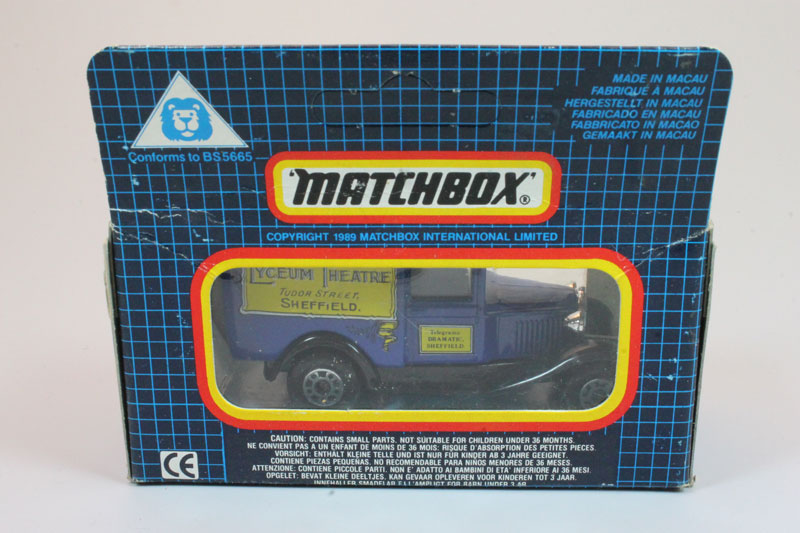 MADE IN MACAU
FABRIQUÉ A MACAU
HERGESTELLT IN MACAU
FABRICADO EN MACAU
FABBRICATO IN MACAO
GEMAAKT IN MACAU
Conforms to BS5665
'MATCHBOX'®
COPYRIGHT 1989 MATCHBOX INTERNATIONAL LIMITED
LYCEUM THEATRE
TUDOR STREET,
SHEFFIELD.
Telegrams
DRAMATIC,
SHEFFIELD
CAUTION: CONTAINS SMALL PARTS. NOT SUITABLE FOR CHILDREN UNDER 36 MONTHS.
NE CONVIENT PAS A UN ENFANT DE MOINS DE 36 MOIS: RISQUE D'ABSORPTION DES PETITES PIECES.
VORSICHT: ENTHÄLT KLEINE TEILE UND IST NUR FÜR KINDER AB 3 JAHRE GEEIGNET.
CONTIENE PIEZAS PEQUEÑAS. NO RECOMENDABLE PARA NIÑOS MENORES DE 36 MESES.
ATTENZIONE: CONTIENE PICCOLE PARTI. NON E' ADATTO AI BAMBINI DI ETA' INFERIORE AI 36 MESI.
OPGELET: BEVAT KLEINE DEELTJES. KAN GEVAAR OPLEVEREN VOOR KINDEREN TOT 3 JAAR.
CE